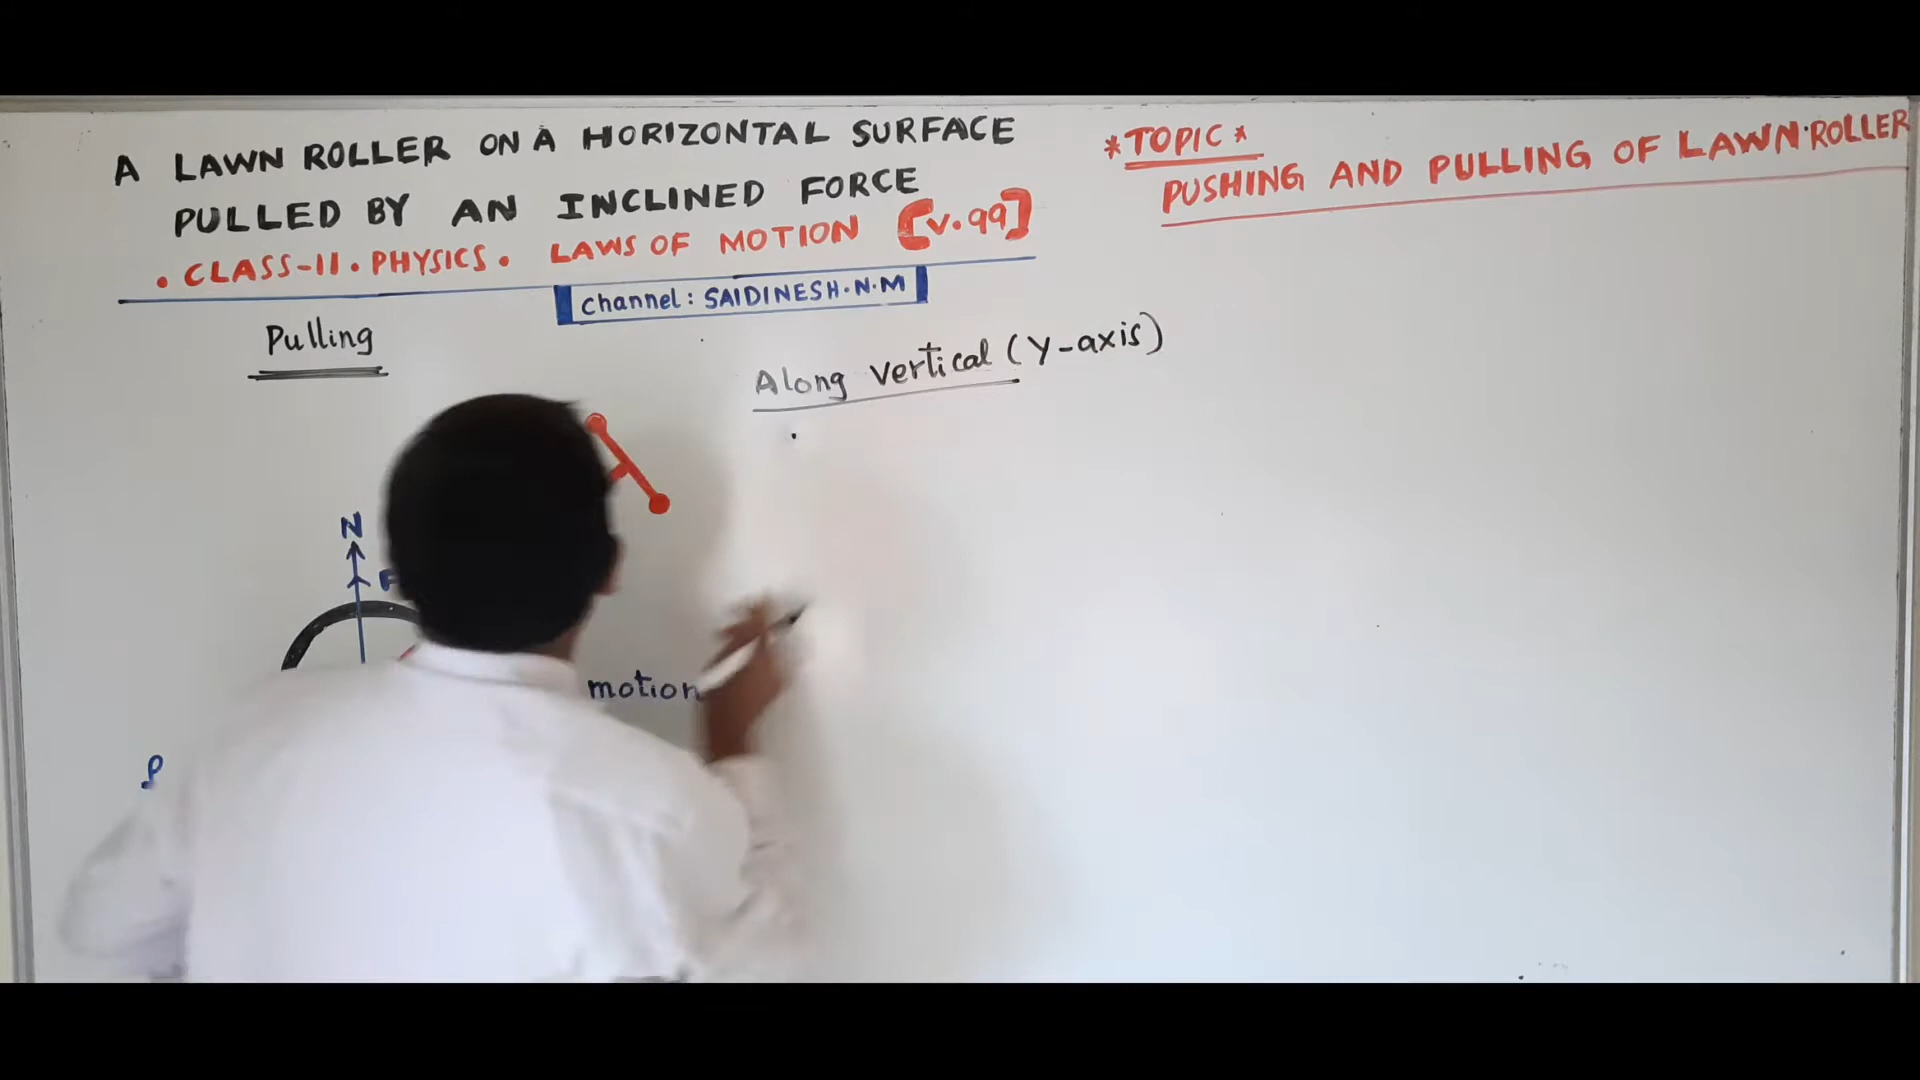 A LAWN ROLLER ON A HORIZONTAL SURFACE
PULLED BY AN INCLINED FORCE
• CLASS-11 • PHYSICS • LAWS OF MOTION [V.99]
Channel: SAIDINESH.N.M
*TOPIC*
PUSHING AND PULLING OF LAWN ROLLER
Pulling
Along Vertical (Y-axis)
N
F
motion